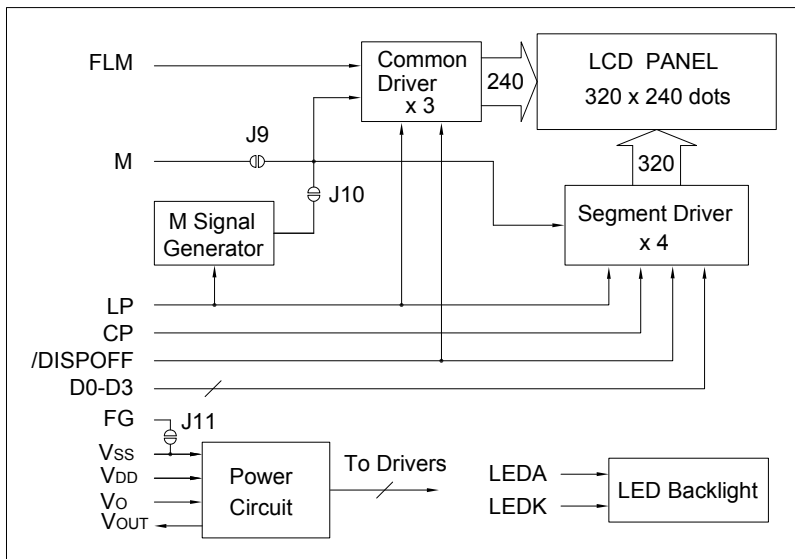 FLM
Common
Driver
x 3
240
LCD PANEL
320 x 240 dots
J9
M
J10
320
M Signal
Generator
Segment Driver
x 4
LP
CP
/DISPOFF
D0-D3
FG
J11
VSS
VDD
VO
VOUT
Power
Circuit
To Drivers
LEDA
LEDK
LED Backlight